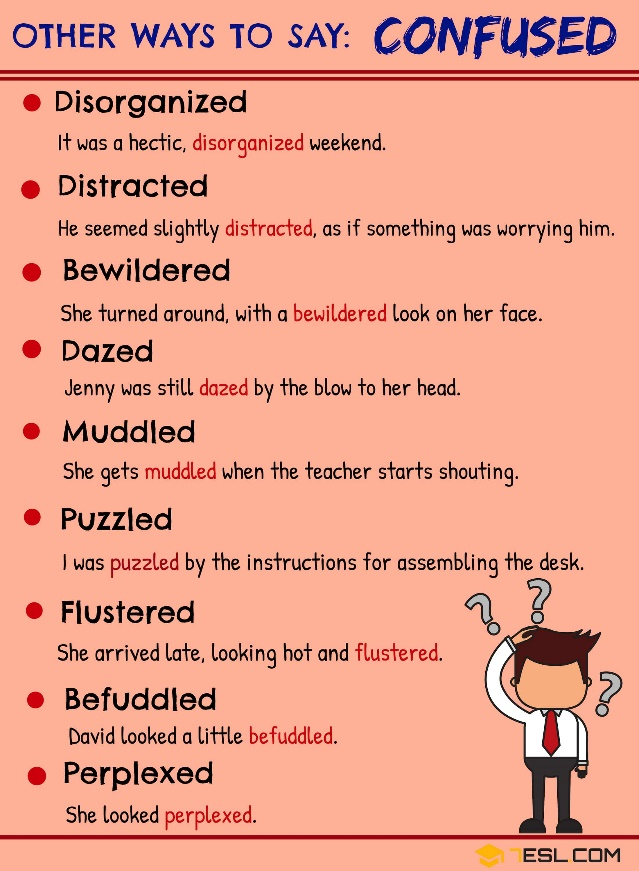 OTHER WAYS TO SAY: CONFUSED
Disorganized
It was a hectic, disorganized weekend.
Distracted
He seemed slightly distracted, as if something was worrying him.
Bewildered
She turned around, with a bewildered look on her face.
Dazed
Jenny was still dazed by the blow to her head.
Muddled
She gets muddled when the teacher starts shouting.
Puzzled
I was puzzled by the instructions for assembling the desk.
Flustered
She arrived late, looking hot and flustered.
Befuddled
David looked a little befuddled.
Perplexed
She looked perplexed.
? ? ?
7ESL.COM